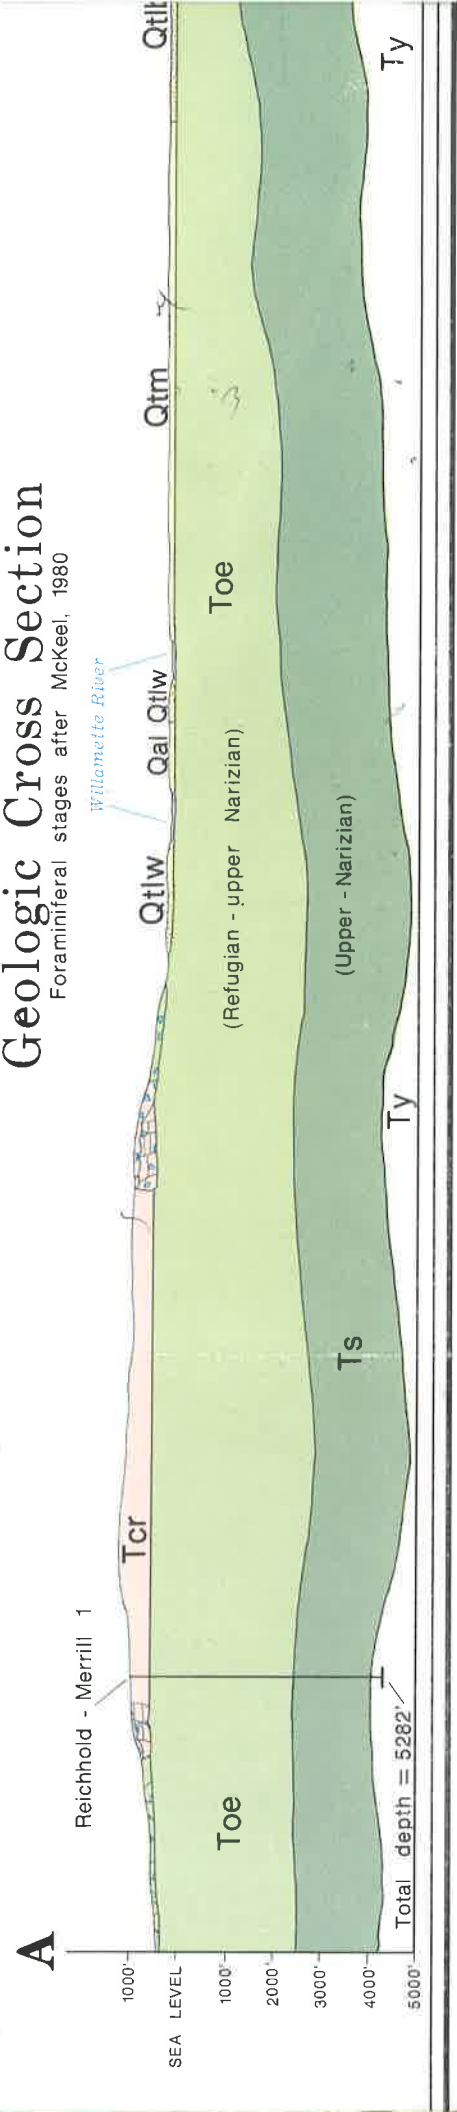 Geologic Cross Section
Foraminiferal stages after McKeel, 1980
Willamette River
A
Reichhold - Merrill 1
1000'
SEA LEVEL
1000'
2000'
3000'
4000'
5000'
Tcr
Qtlw
Qal
Qtlw
Qtm
Toe
(Refugian - upper Narizian)
Toe
Ts
(Upper - Narizian)
Ty
Ty
Total depth = 5282'